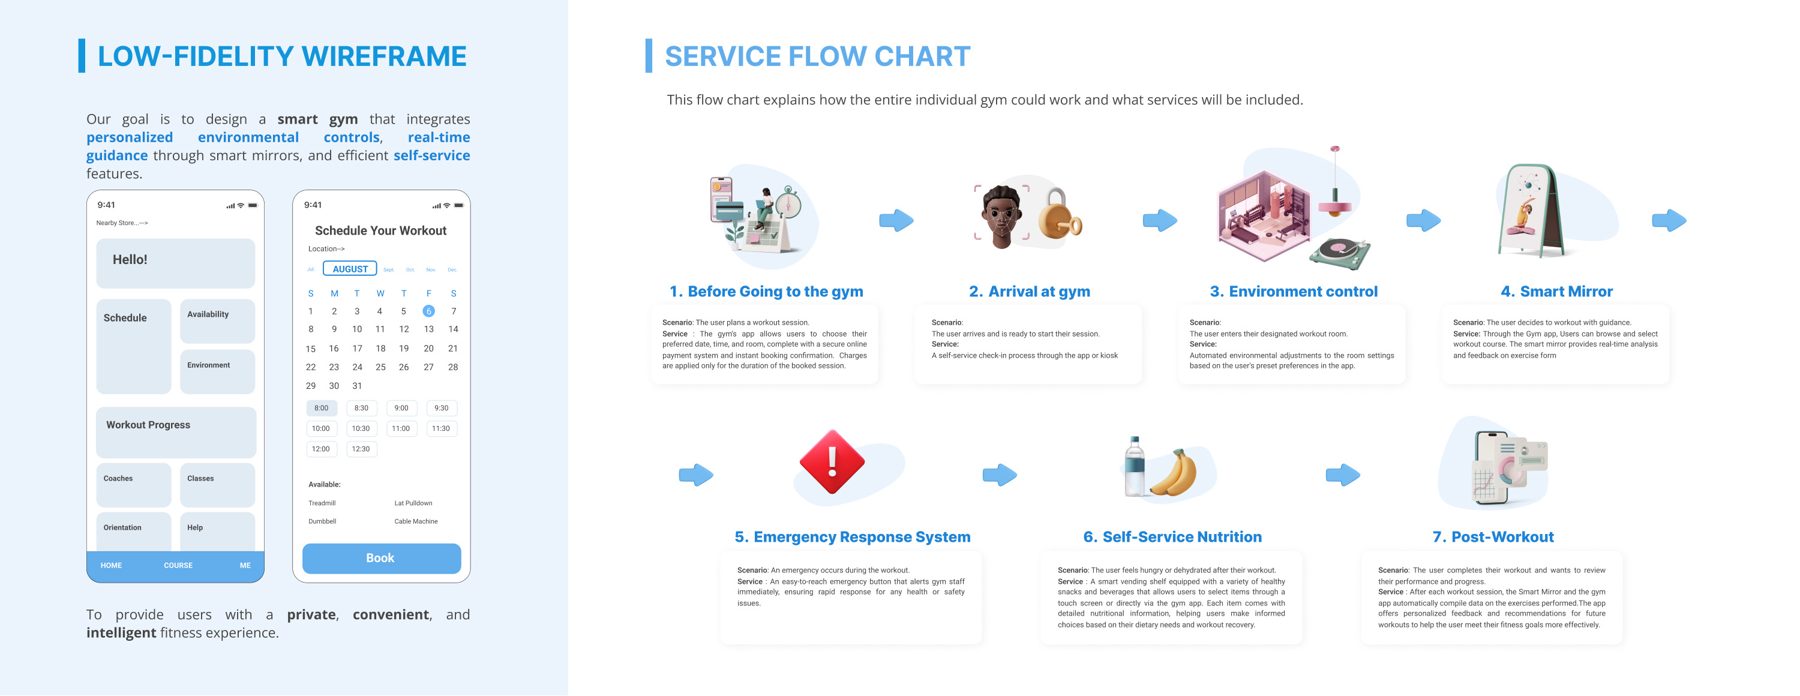 LOW-FIDELITY WIREFRAME
Our goal is to design a smart gym that integrates
personalized environmental controls, real-time
guidance through smart mirrors, and efficient self-service
features.
9:41
Nearby Store...-->
Hello!
Schedule
Availability
Environment
Workout Progress
Coaches
Classes
Orientation
Help
HOME COURSE ME
9:41
Schedule Your Workout
Location-->
Jul AUGUST Sept Oct Nov Dec
S M T W T F S
1 2 3 4 5 6 7
8 9 10 11 12 13 14
15 16 17 18 19 20 21
22 23 24 25 26 27 28
29 30 31
8:00 8:30 9:00 9:30
10:00 10:30 11:00 11:30
12:00 12:30
Available:
Treadmill Lat Pulldown
Dumbbell Cable Machine
Book
To provide users with a private, convenient, and
intelligent fitness experience.
SERVICE FLOW CHART
This flow chart explains how the entire individual gym could work and what services will be included.
1. Before Going to the gym
Scenario: The user plans a workout session.
Service : The gym's app allows users to choose their
preferred date, time, and room, complete with a secure online
payment system and instant booking confirmation. Charges
are applied only for the duration of the booked session.
2. Arrival at gym
Scenario:
The user arrives and is ready to start their session.
Service:
A self-service check-in process through the app or kiosk
3. Environment control
Scenario:
The user enters their designated workout room.
Service:
Automated environmental adjustments to the room settings
based on the user's preset preferences in the app.
4. Smart Mirror
Scenario: The user decides to workout with guidance.
Service: Through the Gym app, Users can browse and select
workout course. The smart mirror provides real-time analysis
and feedback on exercise form
5. Emergency Response System
Scenario: An emergency occurs during the workout.
Service : An easy-to-reach emergency button that alerts gym staff
immediately, ensuring rapid response for any health or safety
issues.
6. Self-Service Nutrition
Scenario: The user feels hungry or dehydrated after their workout.
Service : A smart vending shelf equipped with a variety of healthy
snacks and beverages that allows users to select items through a
touch screen or directly via the gym app. Each item comes with
detailed nutritional information, helping users make informed
choices based on their dietary needs and workout recovery.
7. Post-Workout
Scenario: The user completes their workout and wants to review
their performance and progress.
Service : After each workout session, the Smart Mirror and the gym
app automatically compile data on the exercises performed.The app
offers personalized feedback and recommendations for future
workouts to help the user meet their fitness goals more effectively.